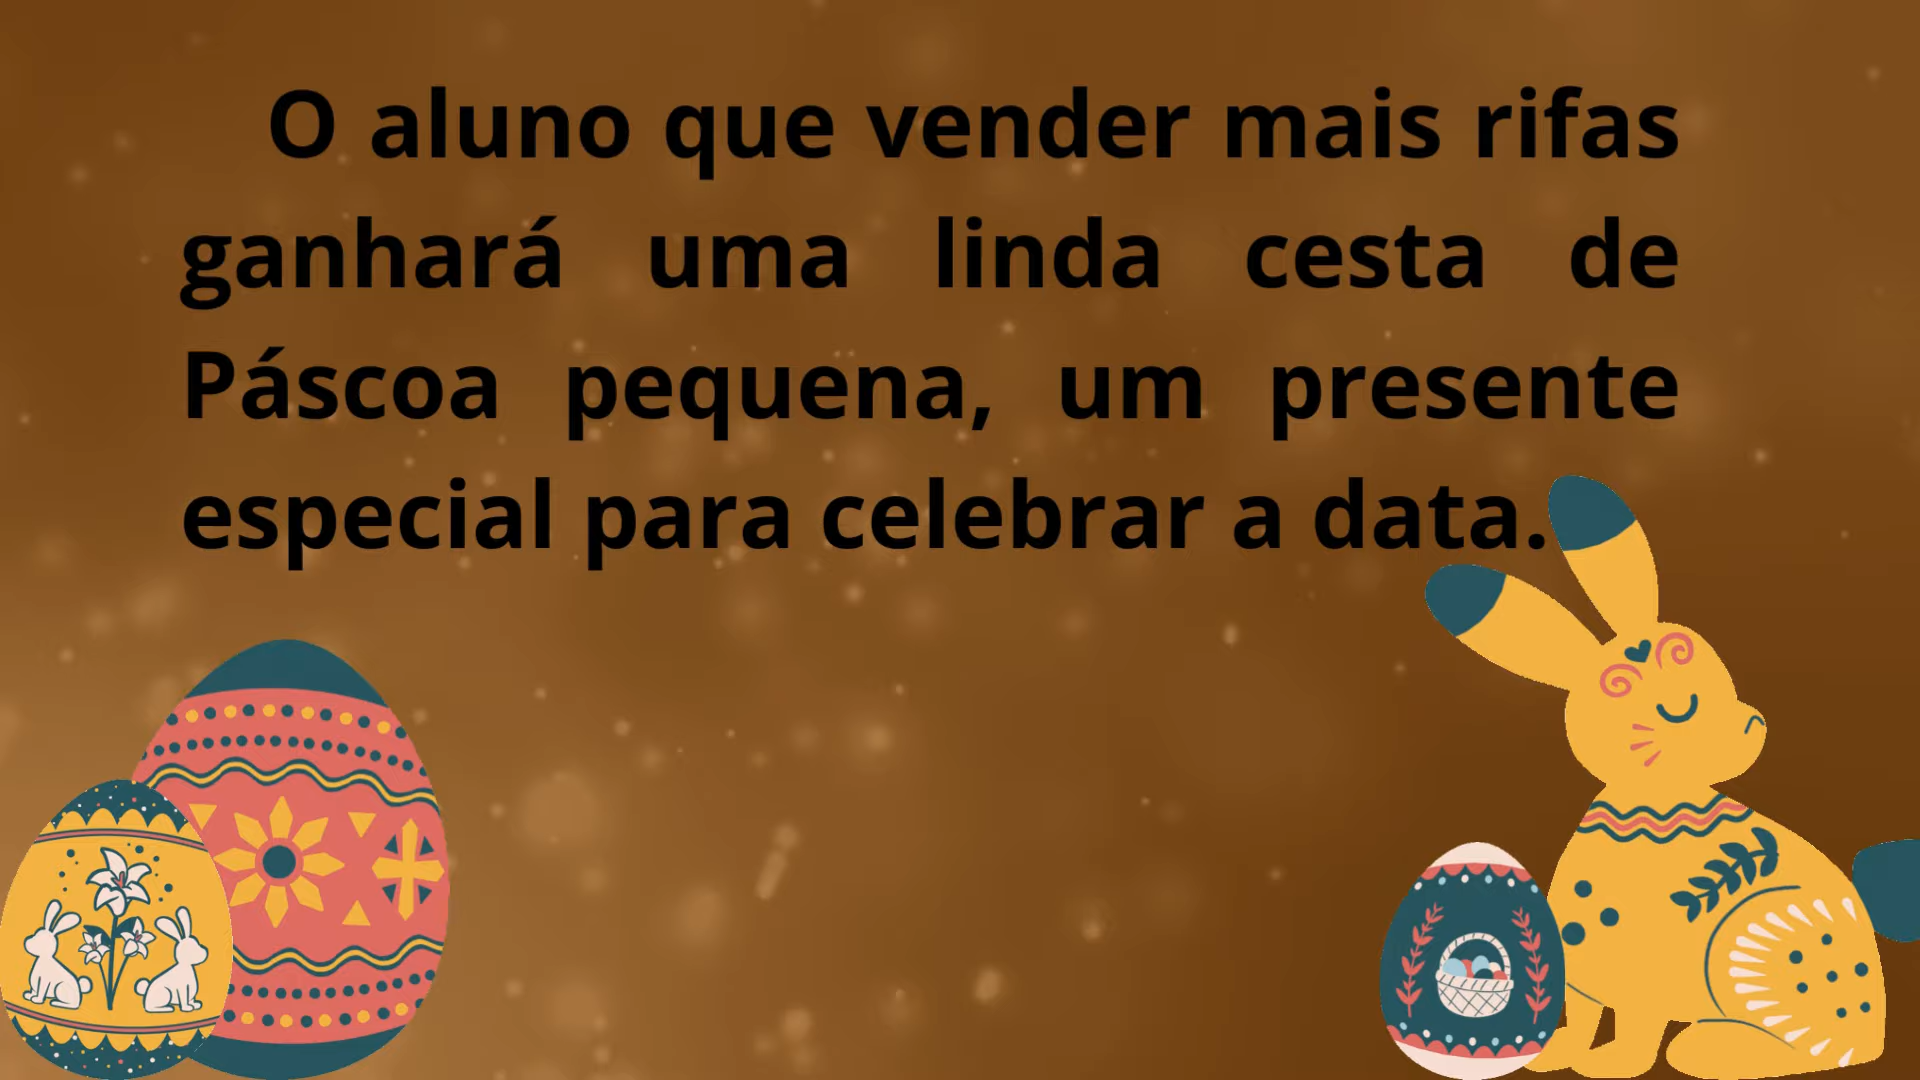 O aluno que vender mais rifas
ganhará uma linda cesta de
Páscoa pequena, um presente
especial para celebrar a data.